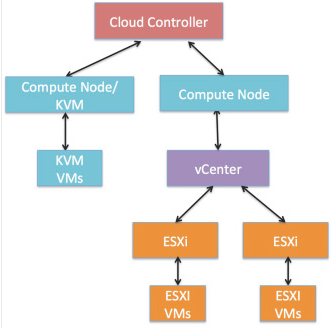 Cloud Controller
Compute Node/
KVM
Compute Node
KVM
VMs
vCenter
ESXi
ESXi
ESXI
VMs
ESXI
VMs